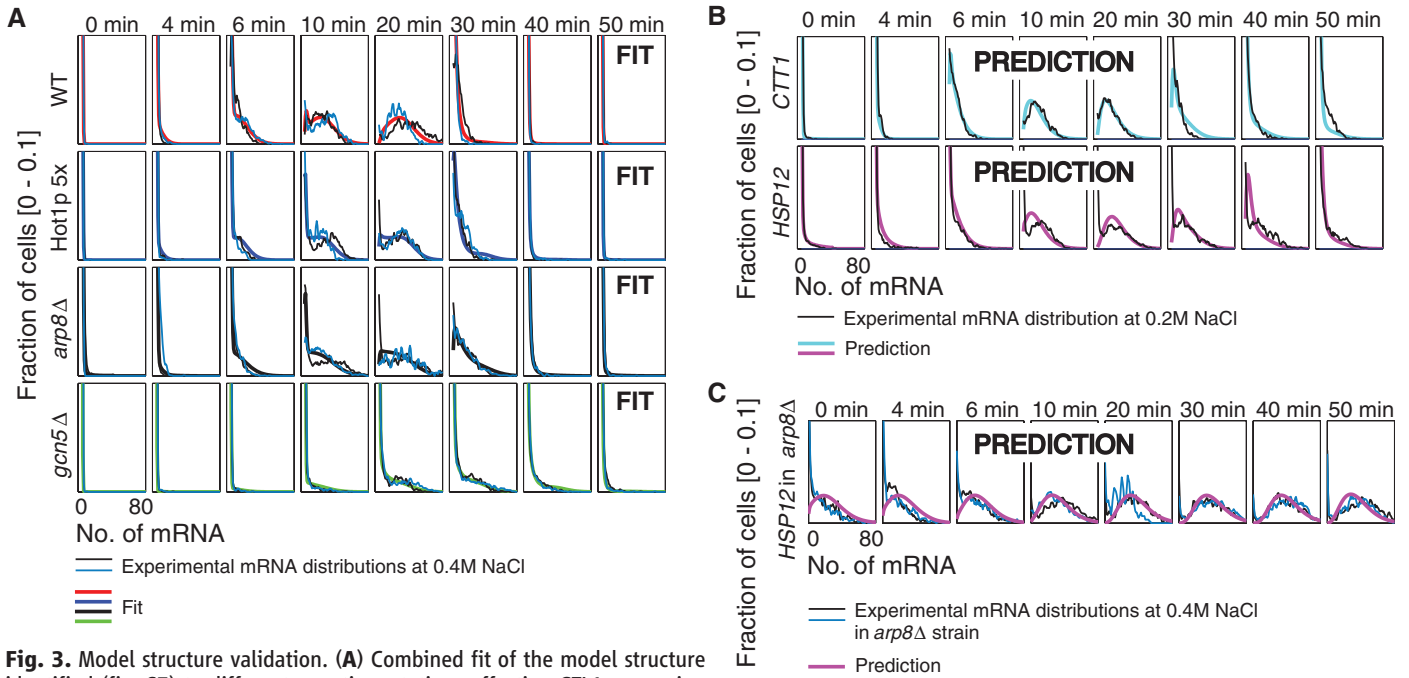 A
0 min 4 min 6 min 10 min 20 min 30 min 40 min 50 min
Fraction of cells [0 - 0.1]
WT
FIT
Hot1p 5x
FIT
arp8 Δ
FIT
gcn5 Δ
FIT
0 80
No. of mRNA
Experimental mRNA distributions at 0.4M NaCl
Fit
Fig. 3. Model structure validation. (A) Combined fit of the model structure
B
0 min 4 min 6 min 10 min 20 min 30 min 40 min 50 min
Fraction of cells [0 - 0.1]
CTT1
PREDICTION
HSP12
PREDICTION
0 80
No. of mRNA
Experimental mRNA distribution at 0.2M NaCl
Prediction
C
0 min 4 min 6 min 10 min 20 min 30 min 40 min 50 min
Fraction of cells [0 - 0.1]
HSP12 in arp8Δ
PREDICTION
0 80
No. of mRNA
Experimental mRNA distributions at 0.4M NaCl
in arp8Δ strain
Prediction